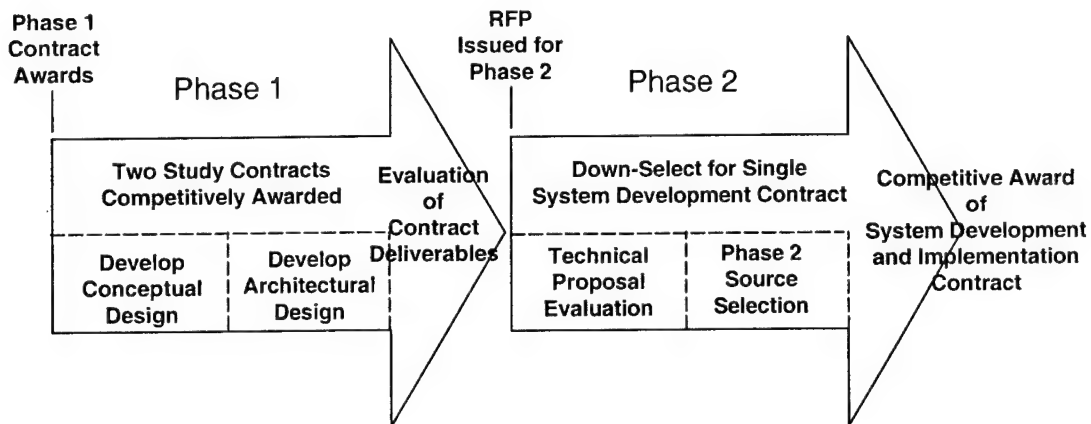 Phase 1
Contract
Awards
Phase 1
Two Study Contracts
Competitively Awarded
Develop
Conceptual
Design
Develop
Architectural
Design
Evaluation
of
Contract
Deliverables
RFP
Issued for
Phase 2
Phase 2
Down-Select for Single
System Development Contract
Technical
Proposal
Evaluation
Phase 2
Source
Selection
Competitive Award
of
System Development
and Implementation
Contract